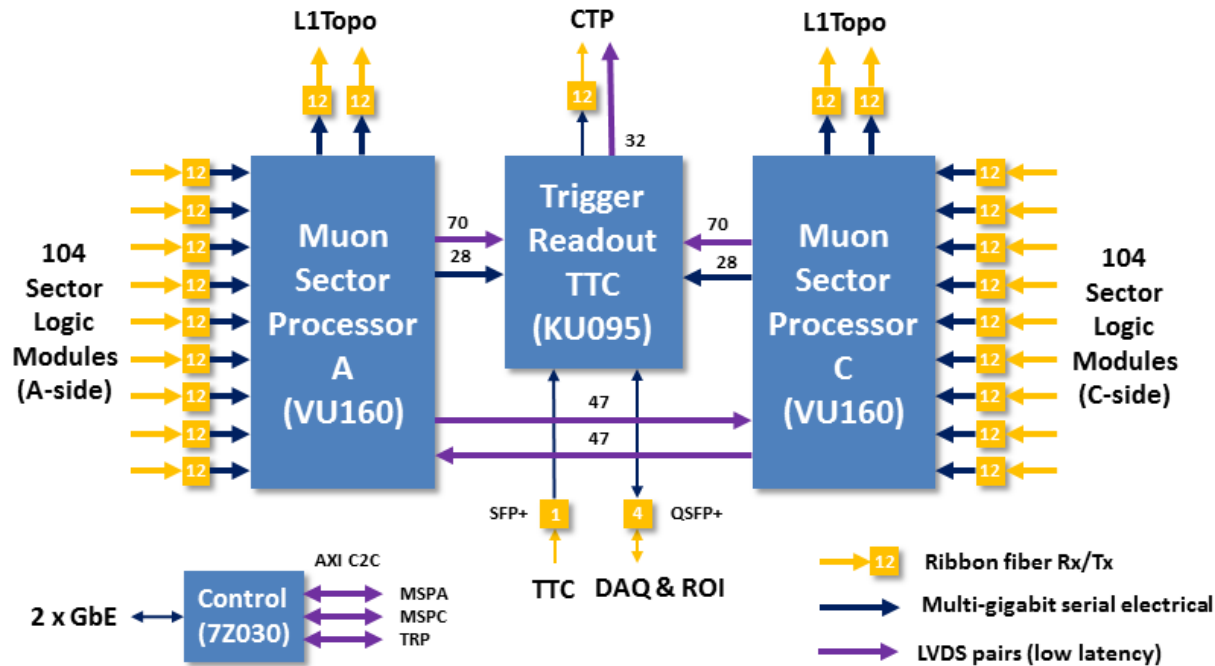 L1Topo
CTP
L1Topo
12
12
12
12
12
32
12
12
12
12
12
12
12
12
12
104
Sector
Logic
Modules
(A-side)
Muon
Sector
Processor
A
(VU160)
70
28
Trigger
Readout
TTC
(KU095)
70
28
Muon
Sector
Processor
C
(VU160)
12
12
12
12
12
12
12
12
12
104
Sector
Logic
Modules
(C-side)
47
47
SFP+
1
4
QSFP+
TTC
DAQ & ROI
2 x GbE
Control
(7Z030)
AXI C2C
MSPA
MSPC
TRP
12
Ribbon fiber Rx/Tx
Multi-gigabit serial electrical
LVDS pairs (low latency)